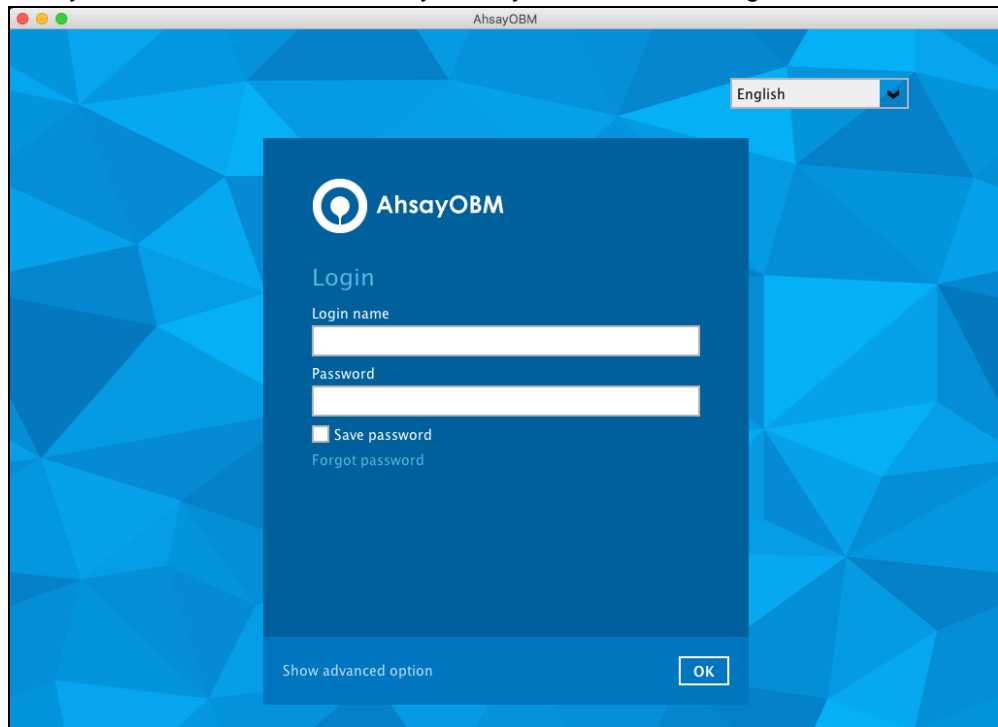 AhsayOBM
English
AhsayOBM
Login
Login name
Password
Save password
Forgot password
Show advanced option
OK